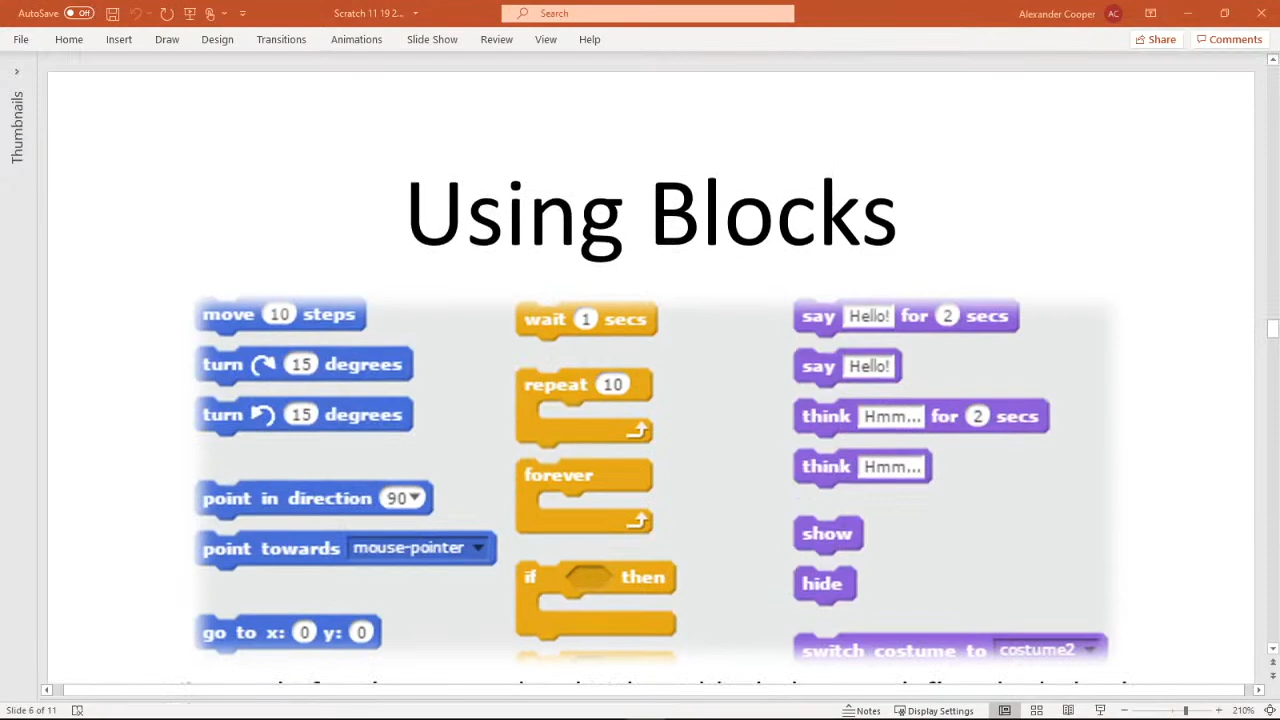 AutoSave Off
Scratch 11 19 2...
Search
Alexander Cooper AC
File Home Insert Draw Design Transitions Animations Slide Show Review View Help
Share Comments
Thumbnails
Using Blocks
move 10 steps
turn 15 degrees
turn 15 degrees
point in direction 90
point towards mouse-pointer
go to x: 0 y: 0
wait 1 secs
repeat 10
forever
if then
say Hello! for 2 secs
say Hello!
think Hmm... for 2 secs
think Hmm...
show
hide
switch costume to costume2
Slide 6 of 11
Notes Display Settings 210%